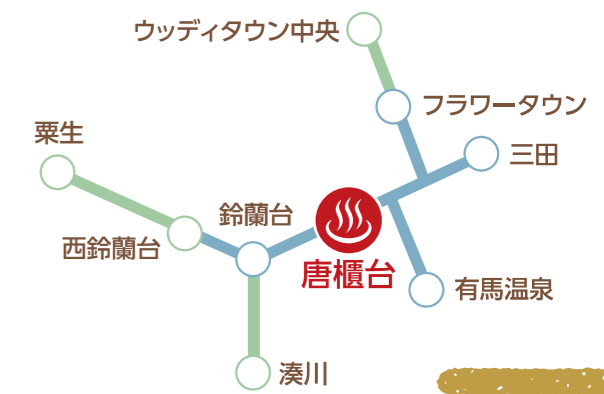 ウッディタウン中央
フラワータウン
粟生
三田
鈴蘭台
西鈴蘭台
唐櫃台
有馬温泉
湊川